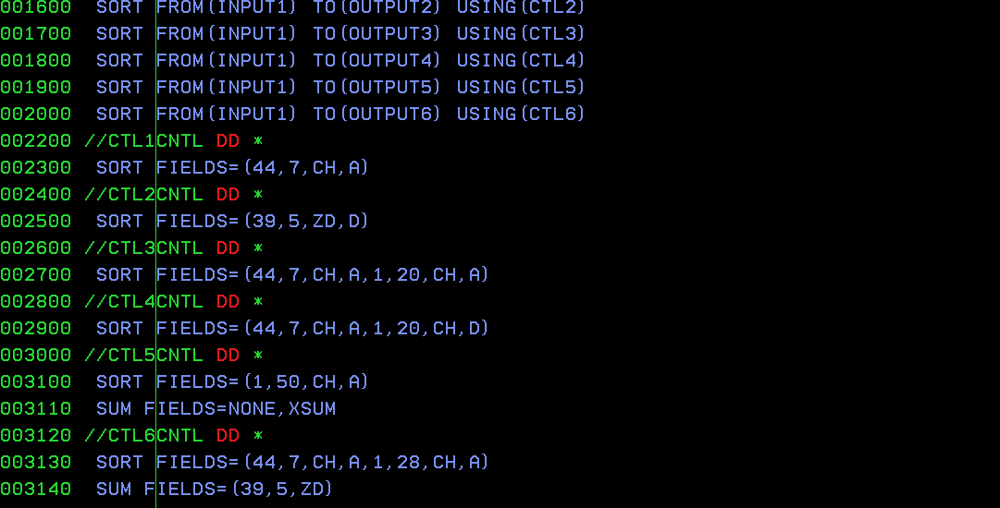 001600  SORT FROM(INPUT1) TO(OUTPUT2) USING(CTL2)
001700  SORT FROM(INPUT1) TO(OUTPUT3) USING(CTL3)
001800  SORT FROM(INPUT1) TO(OUTPUT4) USING(CTL4)
001900  SORT FROM(INPUT1) TO(OUTPUT5) USING(CTL5)
002000  SORT FROM(INPUT1) TO(OUTPUT6) USING(CTL6)
002200 //CTL1CNTL DD *
002300  SORT FIELDS=(44,7,CH,A)
002400 //CTL2CNTL DD *
002500  SORT FIELDS=(39,5,ZD,D)
002600 //CTL3CNTL DD *
002700  SORT FIELDS=(44,7,CH,A,1,20,CH,A)
002800 //CTL4CNTL DD *
002900  SORT FIELDS=(44,7,CH,A,1,20,CH,D)
003000 //CTL5CNTL DD *
003100  SORT FIELDS=(1,50,CH,A)
003110  SUM FIELDS=NONE,XSUM
003120 //CTL6CNTL DD *
003130  SORT FIELDS=(44,7,CH,A,1,28,CH,A)
003140  SUM FIELDS=(39,5,ZD)